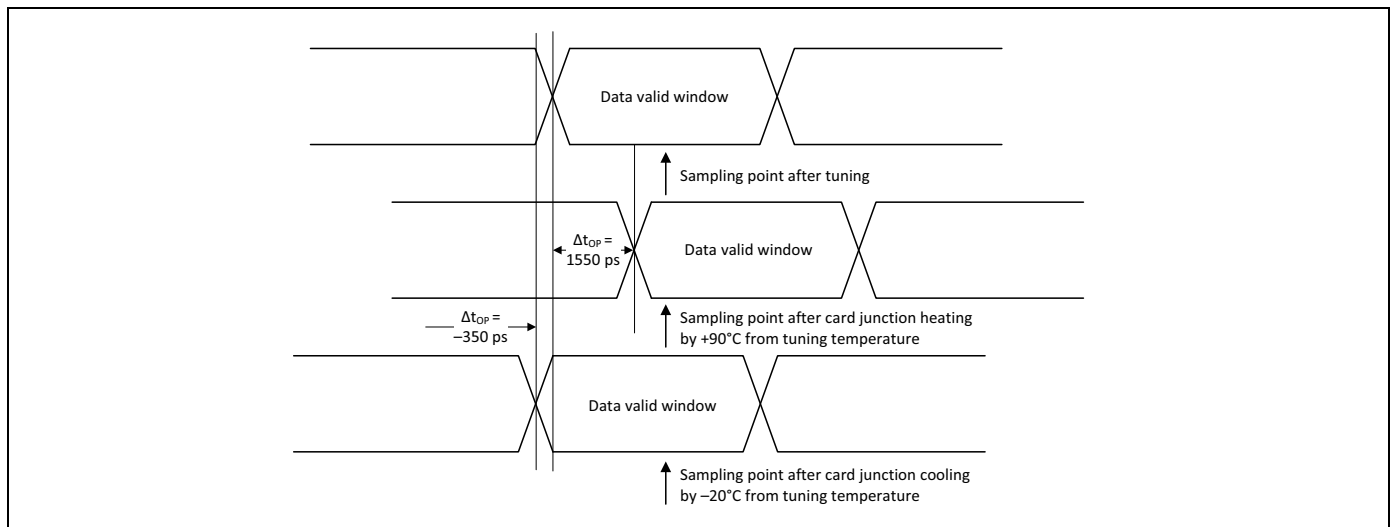 Data valid window
Sampling point after tuning
Δt_OP =
1550 ps
Data valid window
Δt_OP =
–350 ps
Sampling point after card junction heating
by +90°C from tuning temperature
Data valid window
Sampling point after card junction cooling
by –20°C from tuning temperature